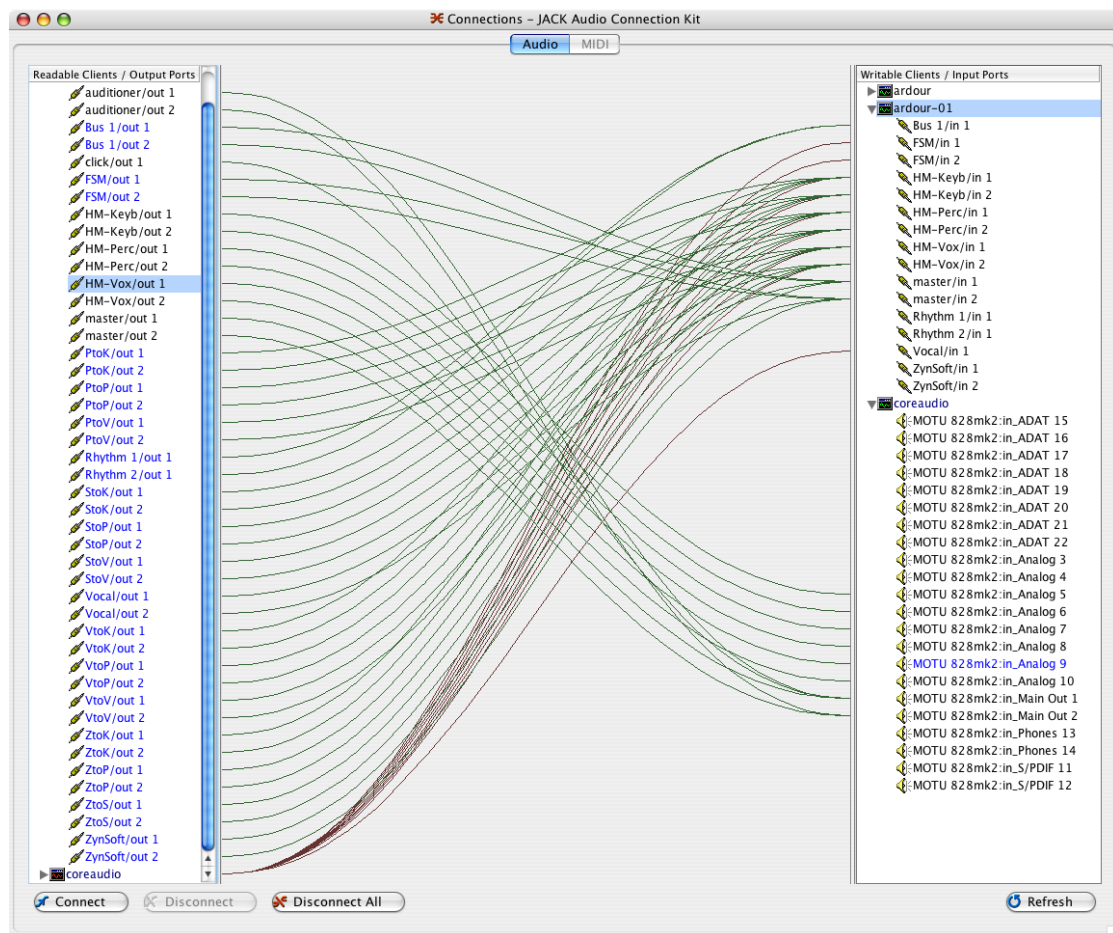 Connections – JACK Audio Connection Kit
Audio MIDI
Readable Clients / Output Ports
auditioner/out 1
auditioner/out 2
Bus 1/out 1
Bus 1/out 2
click/out 1
FSM/out 1
FSM/out 2
HM-Keyb/out 1
HM-Keyb/out 2
HM-Perc/out 1
HM-Perc/out 2
HM-Vox/out 1
HM-Vox/out 2
master/out 1
master/out 2
PtoK/out 1
PtoK/out 2
PtoP/out 1
PtoP/out 2
PtoV/out 1
PtoV/out 2
Rhythm 1/out 1
Rhythm 2/out 1
StoK/out 1
StoK/out 2
StoP/out 1
StoP/out 2
StoV/out 1
StoV/out 2
Vocal/out 1
Vocal/out 2
VtoK/out 1
VtoK/out 2
VtoP/out 1
VtoP/out 2
VtoV/out 1
VtoV/out 2
ZtoK/out 1
ZtoK/out 2
ZtoP/out 1
ZtoP/out 2
ZtoS/out 1
ZtoS/out 2
ZynSoft/out 1
ZynSoft/out 2
coreaudio
Writable Clients / Input Ports
ardour
ardour-01
Bus 1/in 1
FSM/in 1
FSM/in 2
HM-Keyb/in 1
HM-Keyb/in 2
HM-Perc/in 1
HM-Perc/in 2
HM-Vox/in 1
HM-Vox/in 2
master/in 1
master/in 2
Rhythm 1/in 1
Rhythm 2/in 1
Vocal/in 1
ZynSoft/in 1
ZynSoft/in 2
coreaudio
MOTU 828mk2:in_ADAT 15
MOTU 828mk2:in_ADAT 16
MOTU 828mk2:in_ADAT 17
MOTU 828mk2:in_ADAT 18
MOTU 828mk2:in_ADAT 19
MOTU 828mk2:in_ADAT 20
MOTU 828mk2:in_ADAT 21
MOTU 828mk2:in_ADAT 22
MOTU 828mk2:in_Analog 3
MOTU 828mk2:in_Analog 4
MOTU 828mk2:in_Analog 5
MOTU 828mk2:in_Analog 6
MOTU 828mk2:in_Analog 7
MOTU 828mk2:in_Analog 8
MOTU 828mk2:in_Analog 9
MOTU 828mk2:in_Analog 10
MOTU 828mk2:in_Main Out 1
MOTU 828mk2:in_Main Out 2
MOTU 828mk2:in_Phones 13
MOTU 828mk2:in_Phones 14
MOTU 828mk2:in_S/PDIF 11
MOTU 828mk2:in_S/PDIF 12
Connect Disconnect Disconnect All Refresh